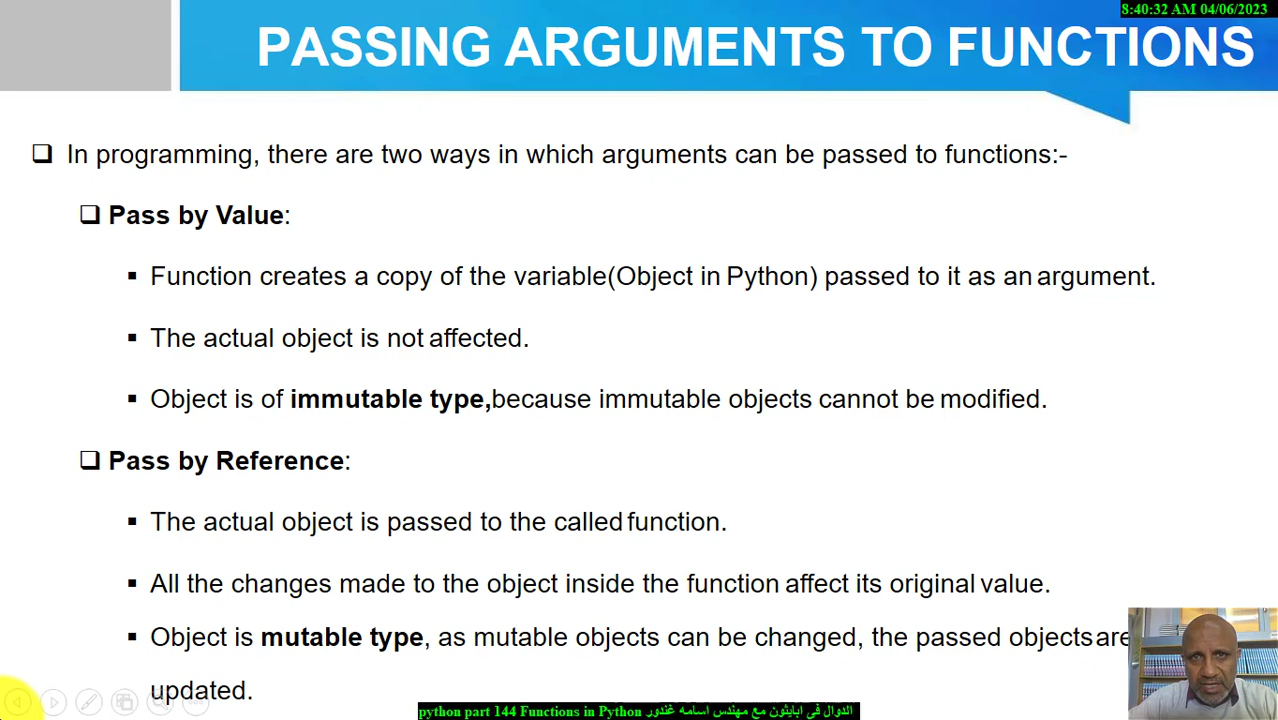 8:40:32 AM 04/06/2023
PASSING ARGUMENTS TO FUNCTIONS
In programming, there are two ways in which arguments can be passed to functions:-
Pass by Value:
Function creates a copy of the variable(Object in Python) passed to it as an argument.
The actual object is not affected.
Object is of immutable type,because immutable objects cannot be modified.
Pass by Reference:
The actual object is passed to the called function.
All the changes made to the object inside the function affect its original value.
Object is mutable type, as mutable objects can be changed, the passed objects are
updated.
python part 144 Functions in Python الدوال في ابايثون مع مهندس اسامه غندور